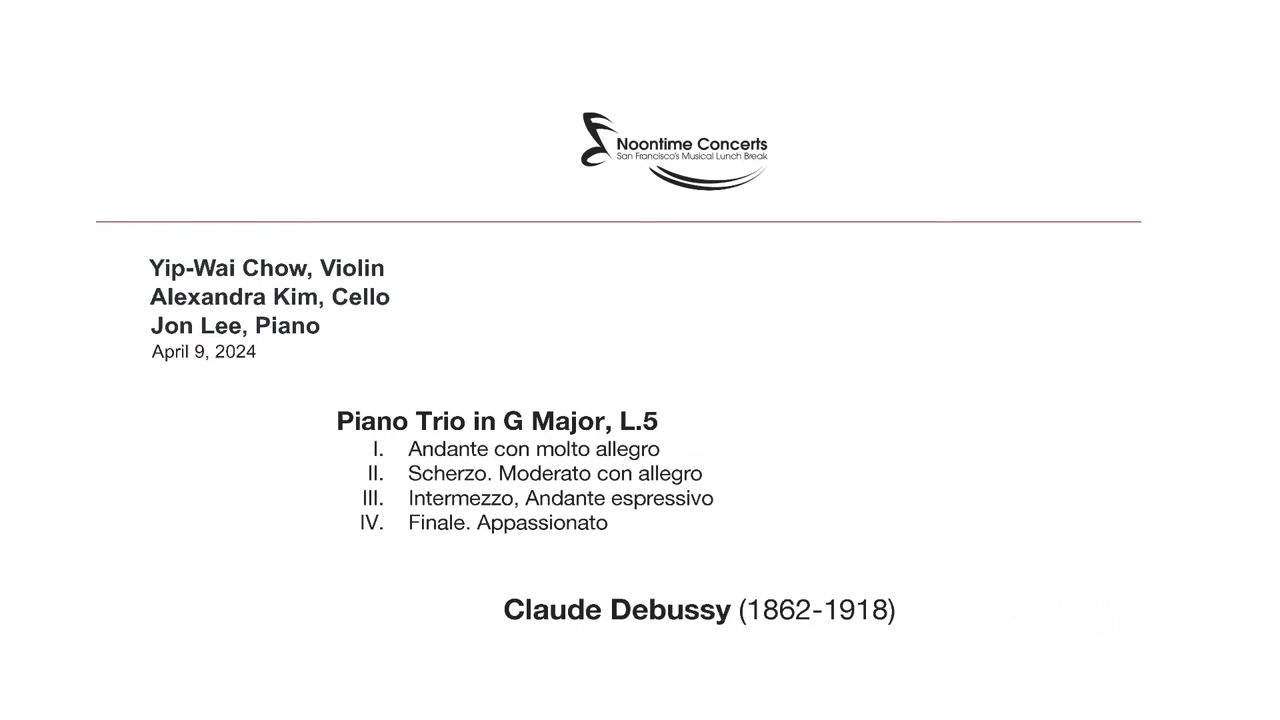 Noontime Concerts
San Francisco's Musical Lunch Break
Yip-Wai Chow, Violin
Alexandra Kim, Cello
Jon Lee, Piano
April 9, 2024
Piano Trio in G Major, L.5
I. Andante con molto allegro
II. Scherzo. Moderato con allegro
III. Intermezzo, Andante espressivo
IV. Finale. Appassionato
Claude Debussy (1862-1918)